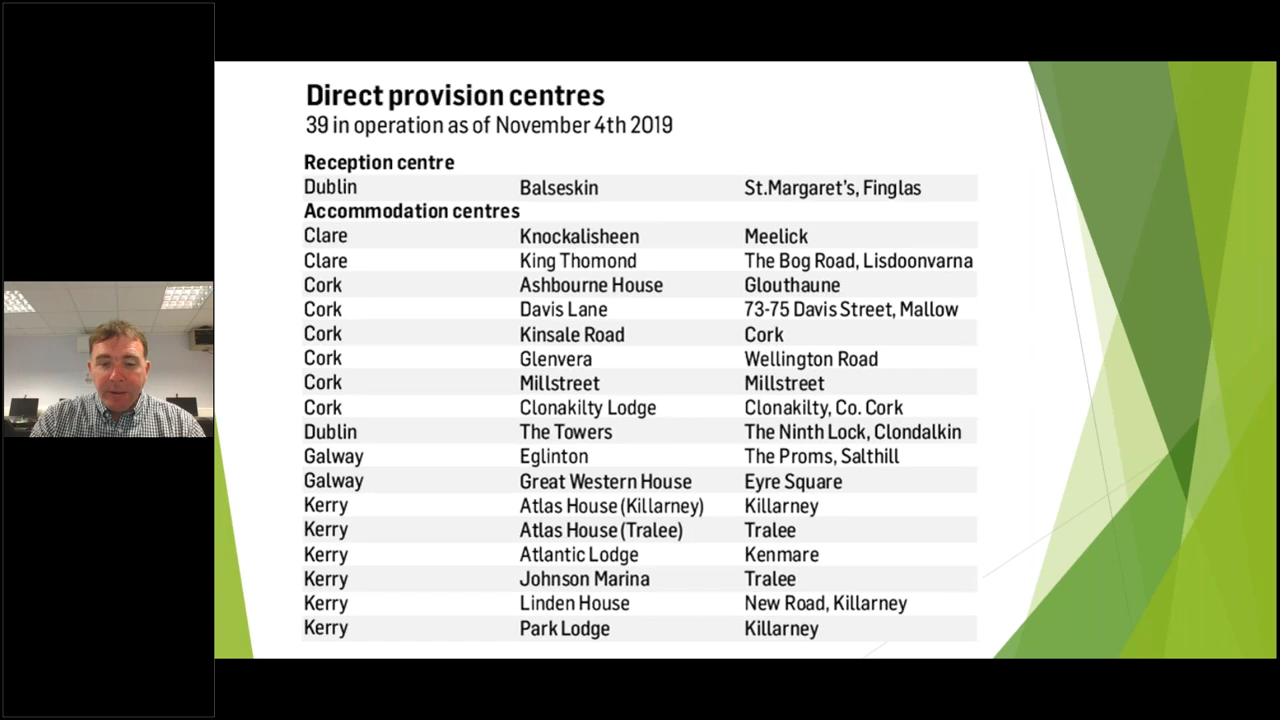 Direct provision centres
39 in operation as of November 4th 2019
Reception centre
Dublin Balseskin St.Margaret's, Finglas
Accommodation centres
Clare Knockalisheen Meelick
Clare King Thomond The Bog Road, Lisdoonvarna
Cork Ashbourne House Glouthaune
Cork Davis Lane 73-75 Davis Street, Mallow
Cork Kinsale Road Cork
Cork Glenvera Wellington Road
Cork Millstreet Millstreet
Cork Clonakilty Lodge Clonakilty, Co. Cork
Dublin The Towers The Ninth Lock, Clondalkin
Galway Eglinton The Proms, Salthill
Galway Great Western House Eyre Square
Kerry Atlas House (Killarney) Killarney
Kerry Atlas House (Tralee) Tralee
Kerry Atlantic Lodge Kenmare
Kerry Johnson Marina Tralee
Kerry Linden House New Road, Killarney
Kerry Park Lodge Killarney